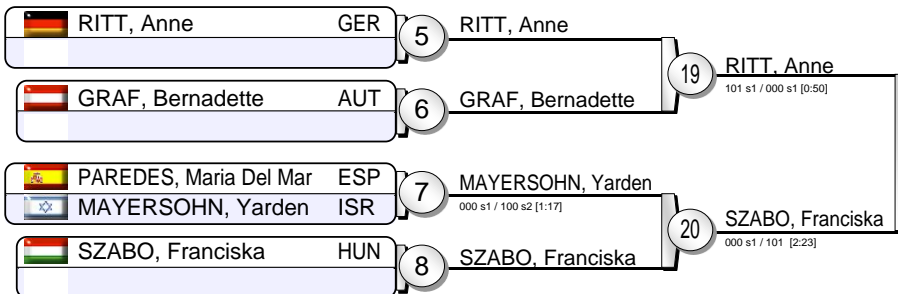 RITT, Anne GER
5
RITT, Anne
19
RITT, Anne
101 s1 / 000 s1 [0:50]
GRAF, Bernadette AUT
6
GRAF, Bernadette
PAREDES, Maria Del Mar ESP
MAYERSOHN, Yarden ISR
7
MAYERSOHN, Yarden
000 s1 / 100 s2 [1:17]
20
SZABO, Franciska
000 s1 / 101 [2:23]
SZABO, Franciska HUN
8
SZABO, Franciska